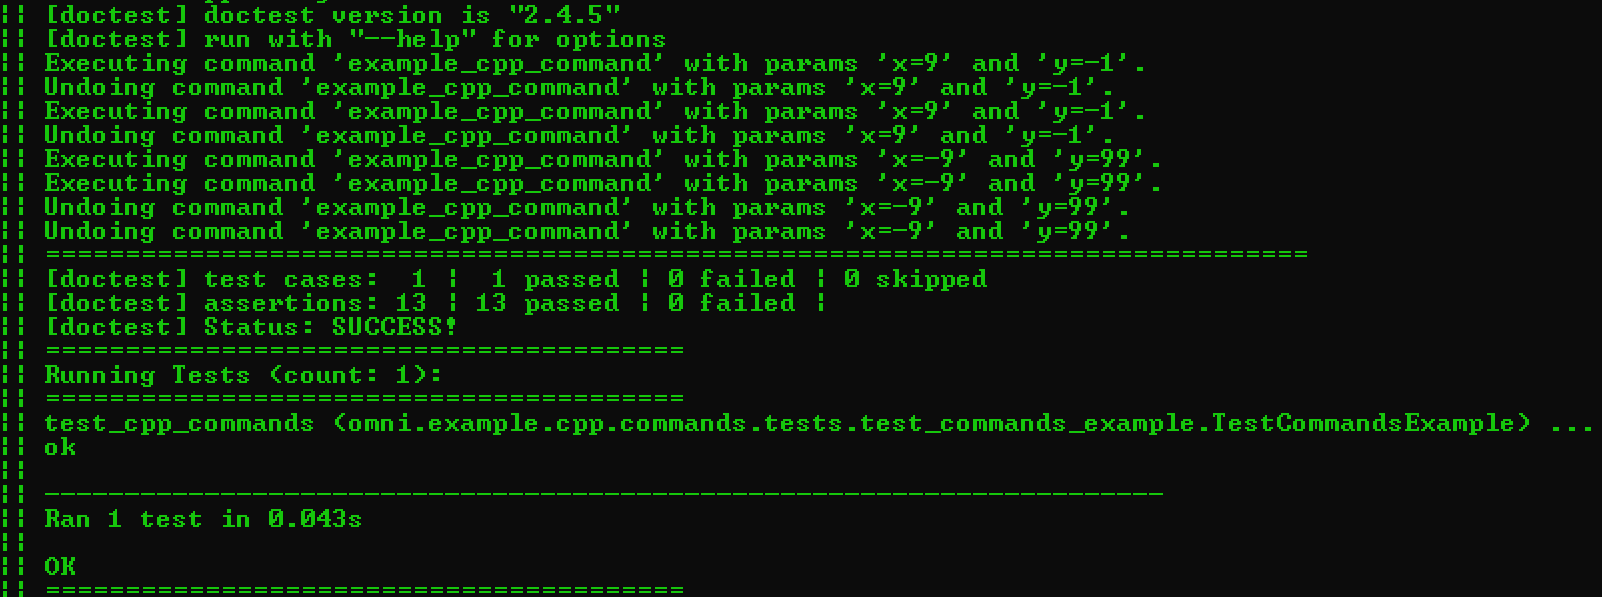 || [doctest] doctest version is "2.4.5"
|| [doctest] run with "--help" for options
|| Executing command 'example_cpp_command' with params 'x=9' and 'y=-1'.
|| Undoing command 'example_cpp_command' with params 'x=9' and 'y=-1'.
|| Executing command 'example_cpp_command' with params 'x=9' and 'y=-1'.
|| Undoing command 'example_cpp_command' with params 'x=9' and 'y=-1'.
|| Executing command 'example_cpp_command' with params 'x=-9' and 'y=99'.
|| Executing command 'example_cpp_command' with params 'x=-9' and 'y=99'.
|| Undoing command 'example_cpp_command' with params 'x=-9' and 'y=99'.
|| Undoing command 'example_cpp_command' with params 'x=-9' and 'y=99'.
|| ===============================================================================
|| [doctest] test cases:  1 |  1 passed | 0 failed | 0 skipped
|| [doctest] assertions: 13 | 13 passed | 0 failed |
|| [doctest] Status: SUCCESS!
|| ========================================
|| Running Tests (count: 1):
|| ========================================
|| test_cpp_commands (omni.example.cpp.commands.tests.test_commands_example.TestCommandsExample) ...
|| ok
||
|| ----------------------------------------------------------------------
|| Ran 1 test in 0.043s
||
|| OK
|| ========================================